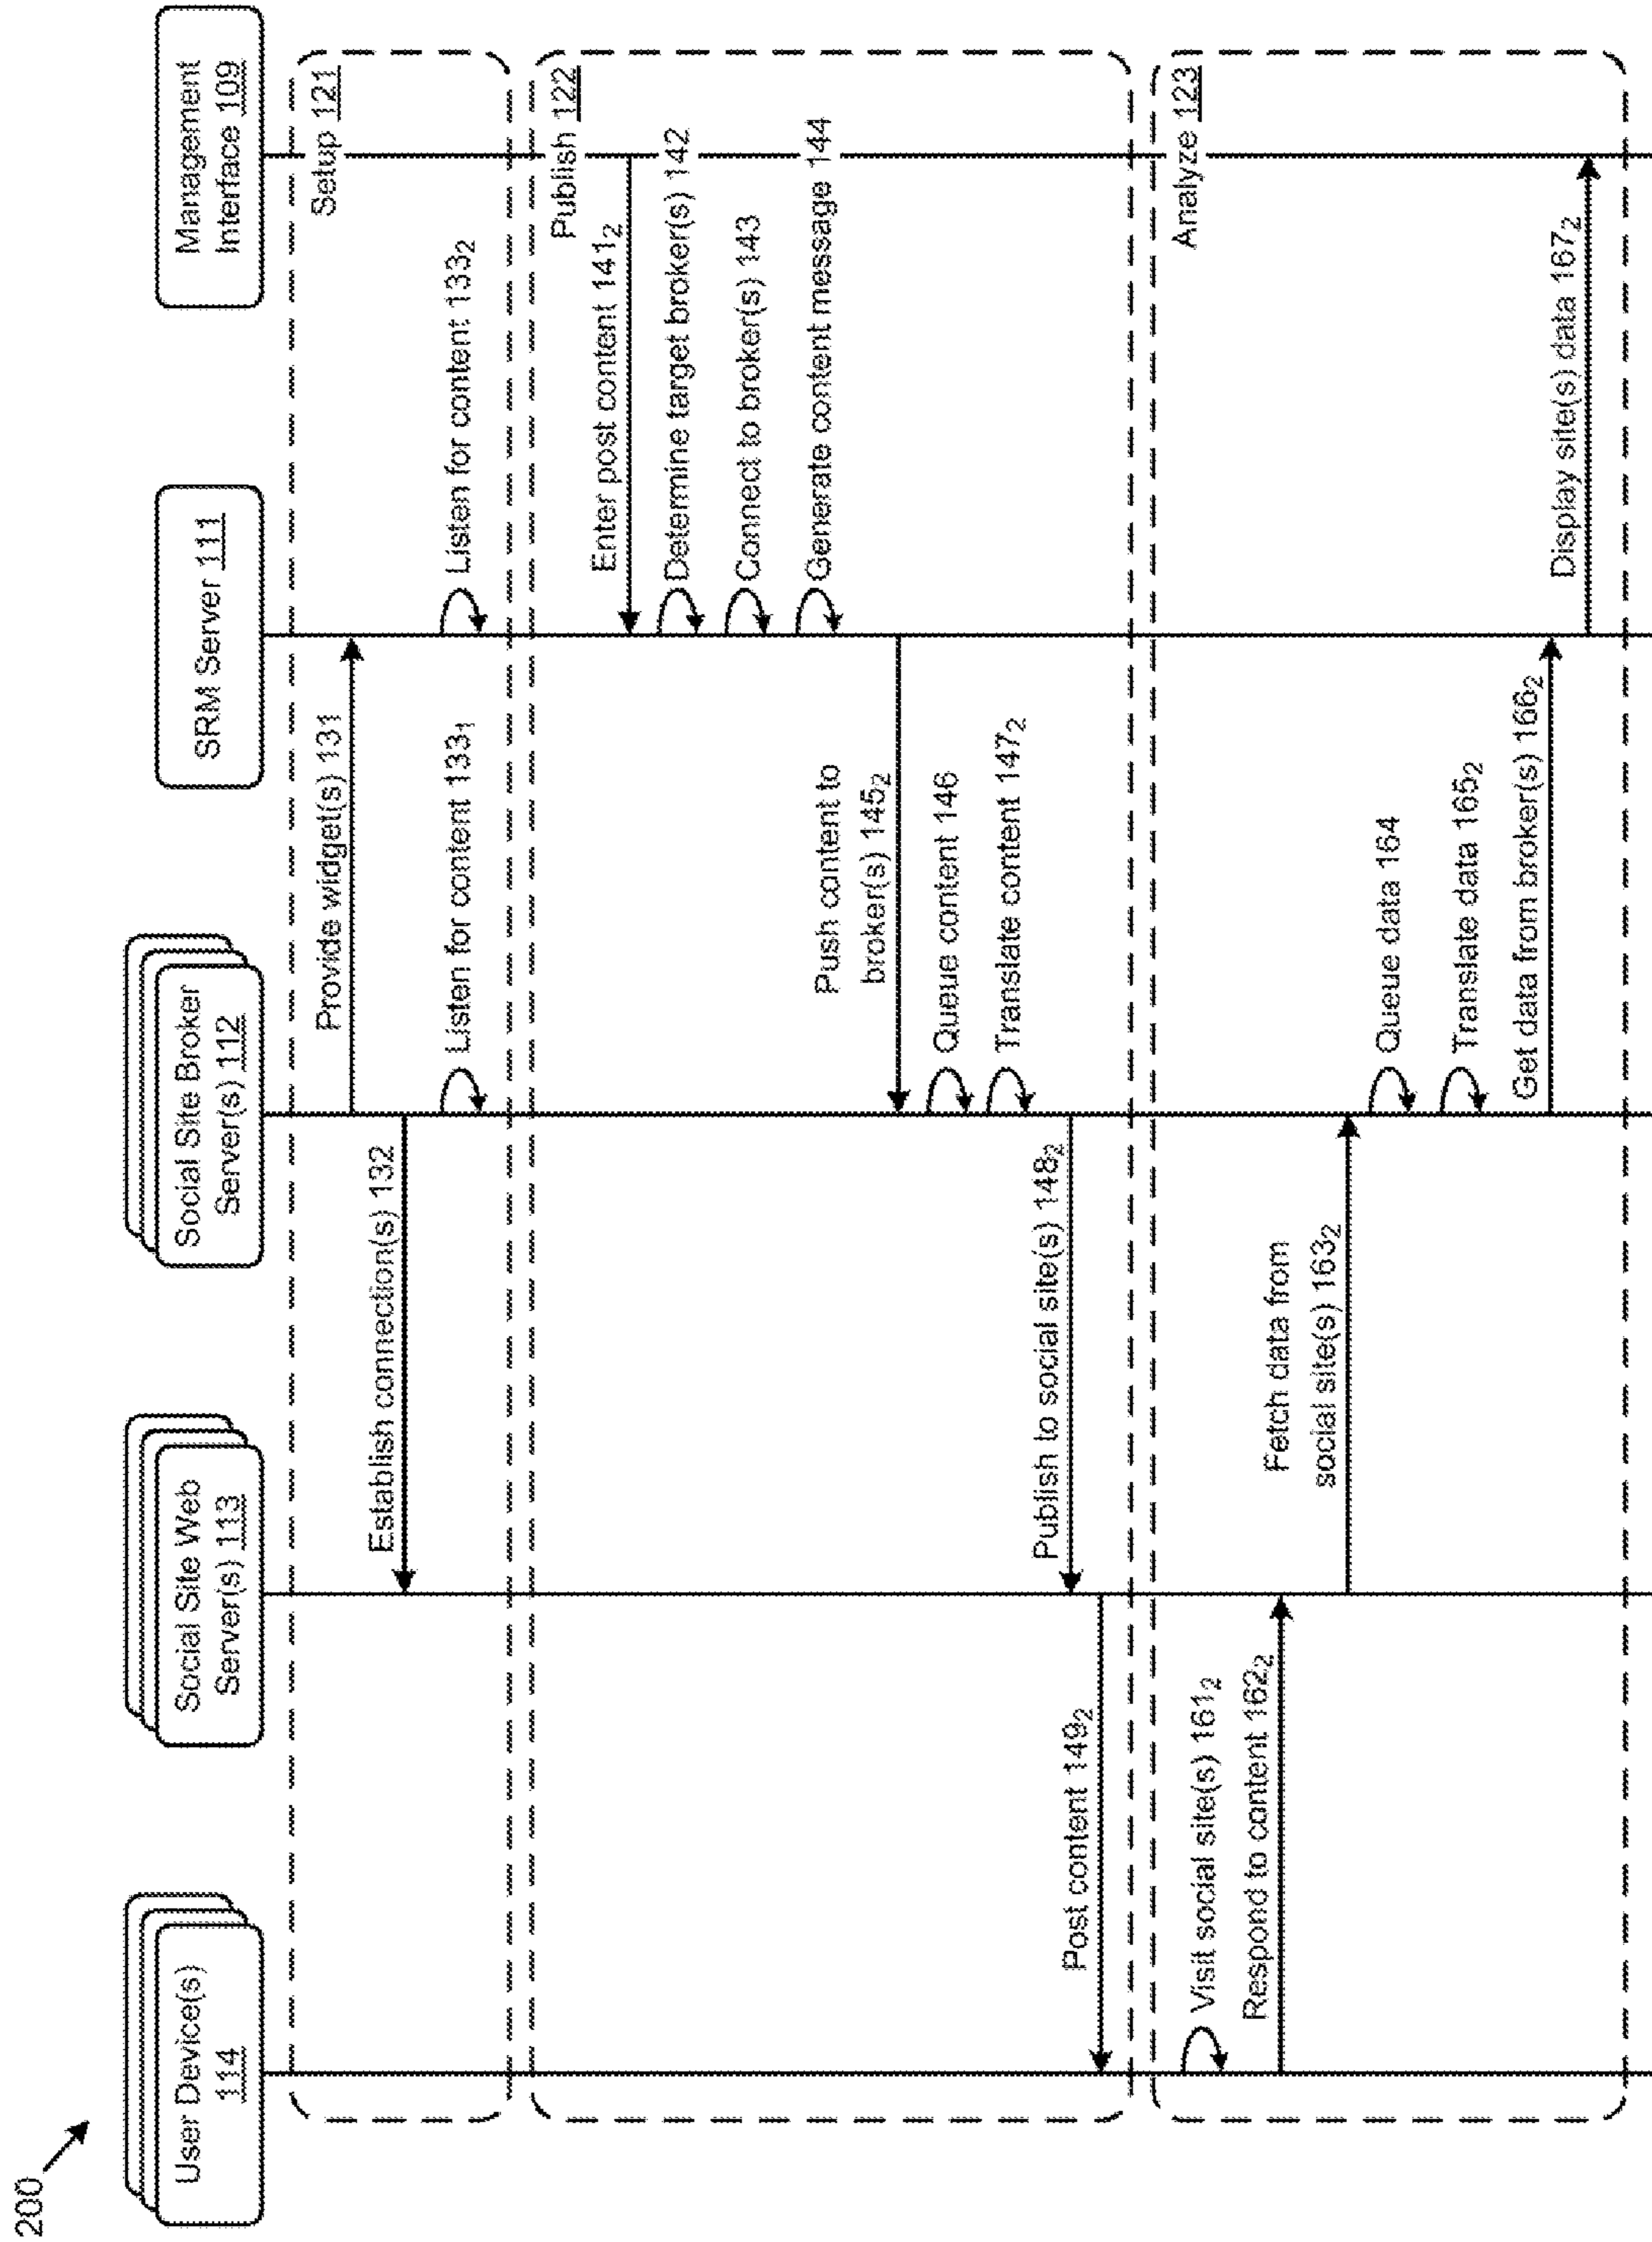 200
User Device(s)
114
Social Site Web
Server(s) 113
Social Site Broker
Server(s) 112
SRM Server 111
Management
Interface 109
Setup 121
Provide widget(s) 131
Establish connection(s) 132
Listen for content 133₁
Listen for content 133₂
Publish 122
Enter post content 141₂
Determine target broker(s) 142
Connect to broker(s) 143
Generate content message 144
Push content to
broker(s) 145₂
Queue content 146
Translate content 147₂
Publish to social site(s) 148₂
Post content 149₂
Analyze 123
Visit social site(s) 161₂
Respond to content 162₂
Fetch data from
social site(s) 163₂
Queue data 164
Translate data 165₂
Get data from broker(s) 166₂
Display site(s) data 167₂